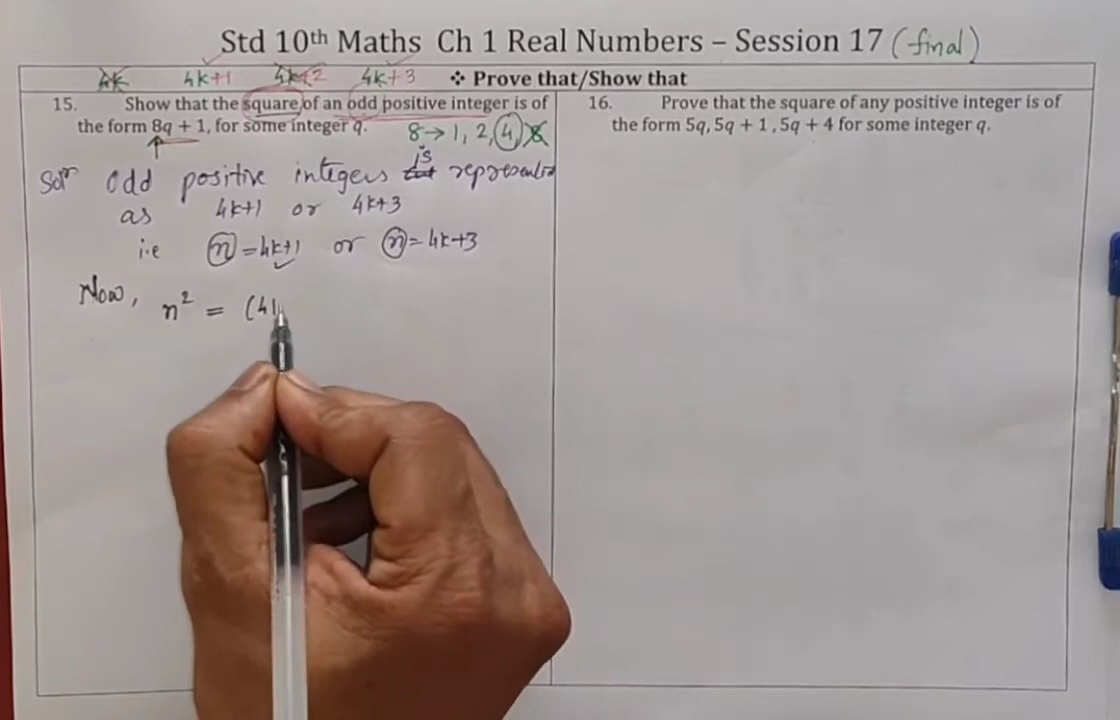 Std 10th Maths Ch 1 Real Numbers – Session 17 (final)
4k 4k+1 4k+2 4k+3 ❖ Prove that/Show that
15. Show that the square of an odd positive integer is of
the form 8q + 1, for some integer q.
8→1, 2, 4, 8
Soln Odd positive integers is represented
as 4k+1 or 4k+3
i.e n=4k+1 or n=4k+3
Now, n² = (4
16. Prove that the square of any positive integer is of
the form 5q, 5q + 1 , 5q + 4 for some integer q.